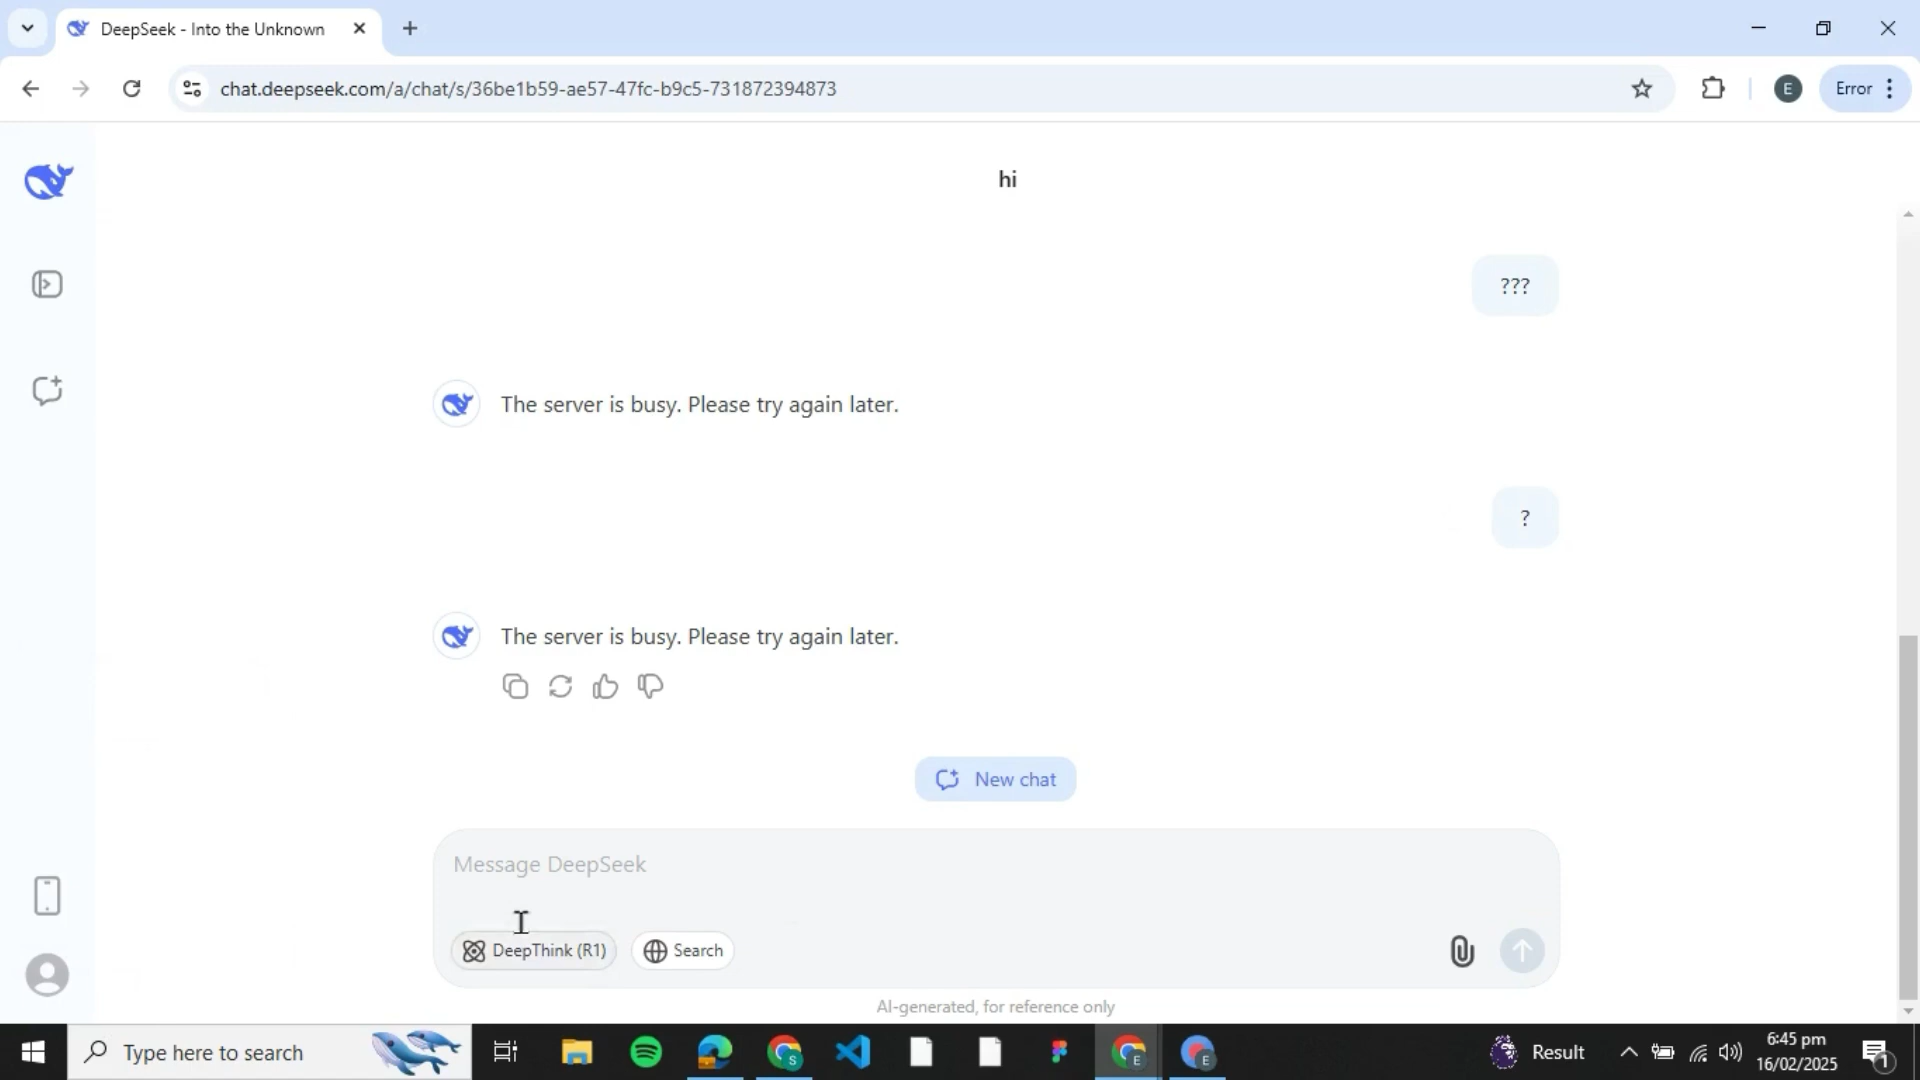 DeepSeek - Into the Unknown
chat.deepseek.com/a/chat/s/36be1b59-ae57-47fc-b9c5-731872394873
E
Error
hi
???
The server is busy. Please try again later.
?
The server is busy. Please try again later.
New chat
Message DeepSeek
DeepThink (R1)
Search
AI-generated, for reference only
Type here to search
S
E
E
Result
6:45 pm
16/02/2025
1